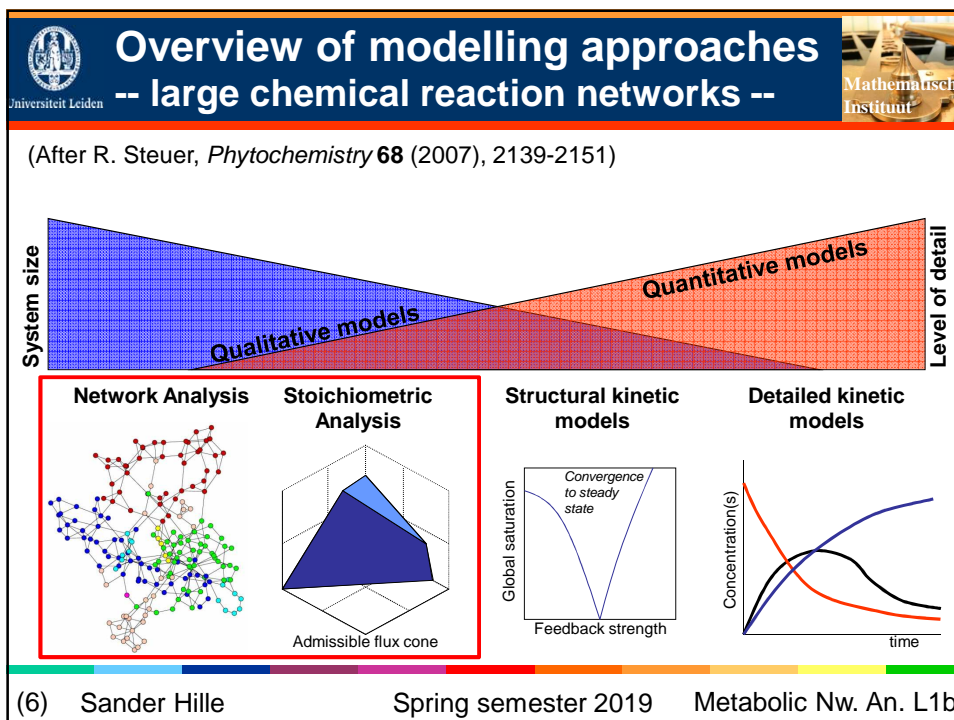 Overview of modelling approaches
-- large chemical reaction networks --
Universiteit Leiden
Mathematisch
Instituut
(After R. Steuer, Phytochemistry 68 (2007), 2139-2151)
System size
Qualitative models
Quantitative models
Level of detail
Network Analysis
Stoichiometric
Analysis
Admissible flux cone
Structural kinetic
models
Global saturation
Convergence
to steady
state
Feedback strength
Detailed kinetic
models
Concentration(s)
time
(6) Sander Hille Spring semester 2019 Metabolic Nw. An. L1b